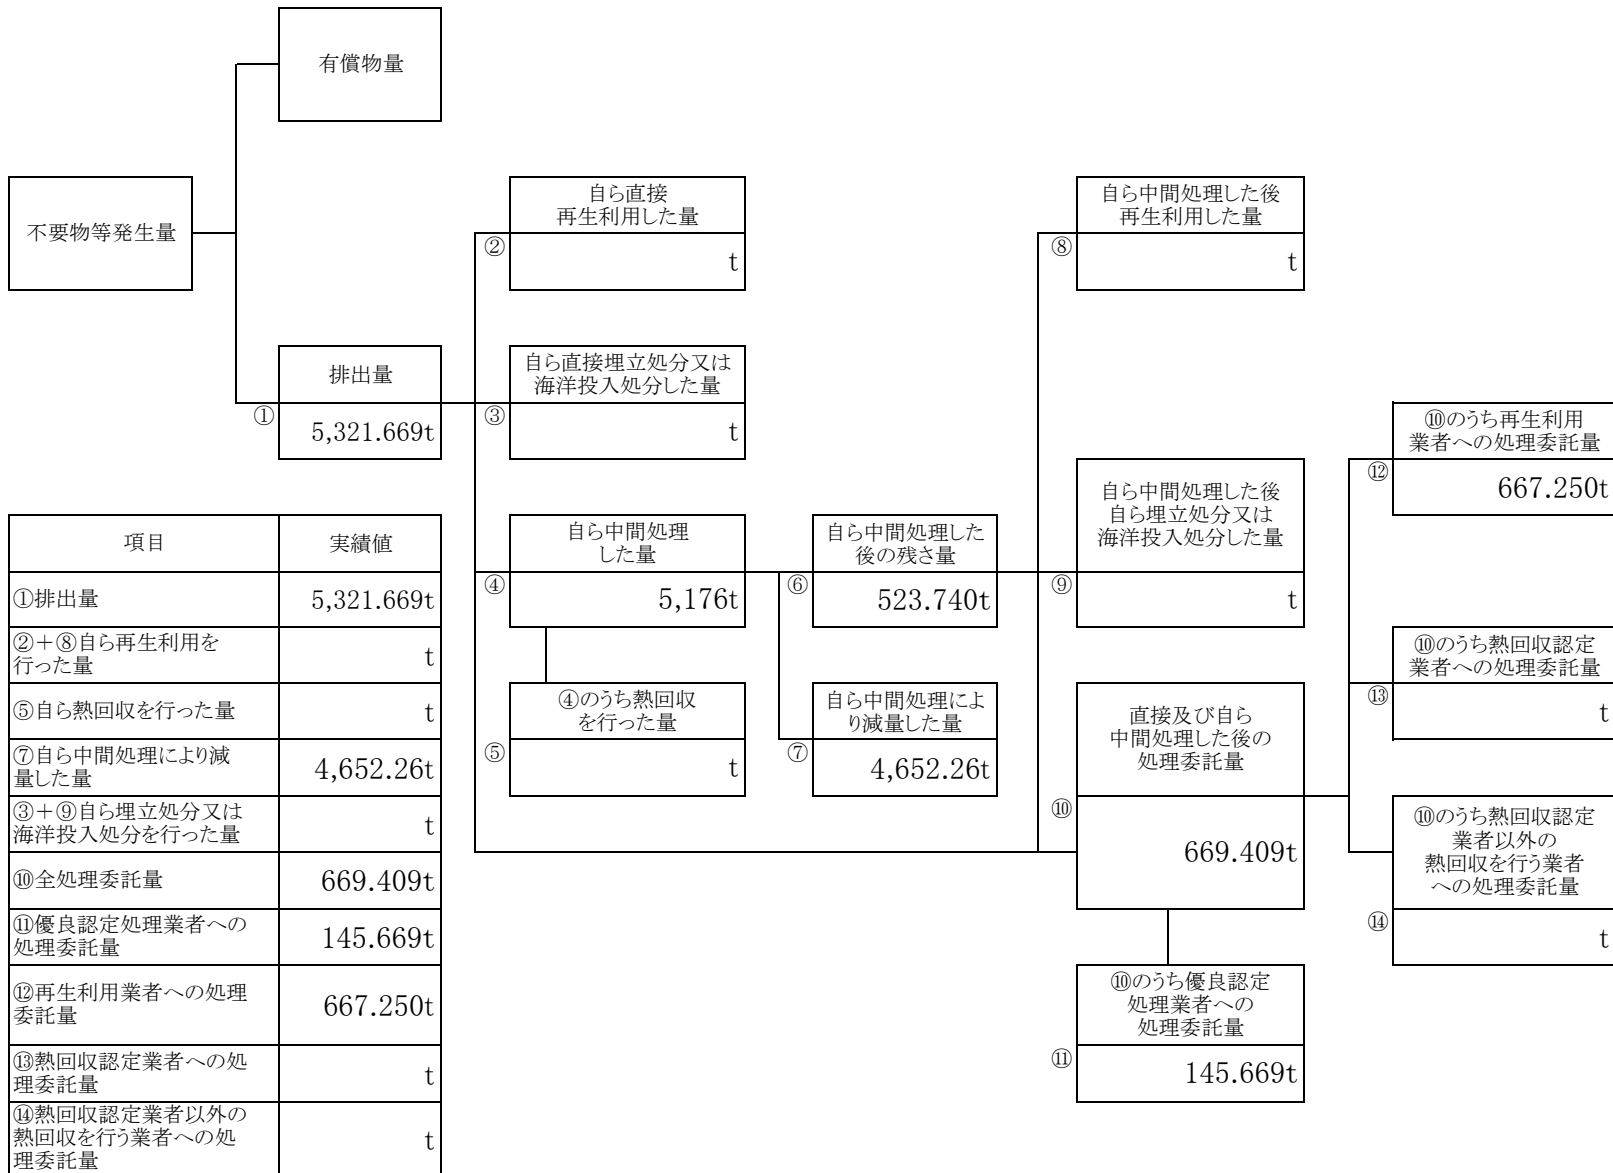 有償物量
不要物等発生量
自ら直接
再生利用した量
②
t
自ら中間処理した後
再生利用した量
⑧
t
排出量
①
5,321.669t
自ら直接埋立処分又は
海洋投入処分した量
③
t
⑩のうち再生利用
業者への処理委託量
⑫
667.250t
自ら中間処理
した量
④
5,176t
自ら中間処理した
後の残さ量
⑥
523.740t
自ら中間処理した後
自ら埋立処分又は
海洋投入処分した量
⑨
t
⑩のうち熱回収認定
業者への処理委託量
⑬
t
④のうち熱回収
を行った量
⑤
t
自ら中間処理によ
り減量した量
⑦
4,652.26t
直接及び自ら
中間処理した後の
処理委託量
⑩
669.409t
⑩のうち熱回収認定
業者以外の
熱回収を行う業者
への処理委託量
⑭
t
⑩のうち優良認定
処理業者への
処理委託量
⑪
145.669t
項目 実績値
①排出量 5,321.669t
②+⑧自ら再生利用を
行った量
t
⑤自ら熱回収を行った量 t
⑦自ら中間処理により減
量した量
4,652.26t
③+⑨自ら埋立処分又は
海洋投入処分を行った量
t
⑩全処理委託量 669.409t
⑪優良認定処理業者への
処理委託量
145.669t
⑫再生利用業者への処理
委託量
667.250t
⑬熱回収認定業者への処
理委託量
t
⑭熱回収認定業者以外の
熱回収を行う業者への処
理委託量
t